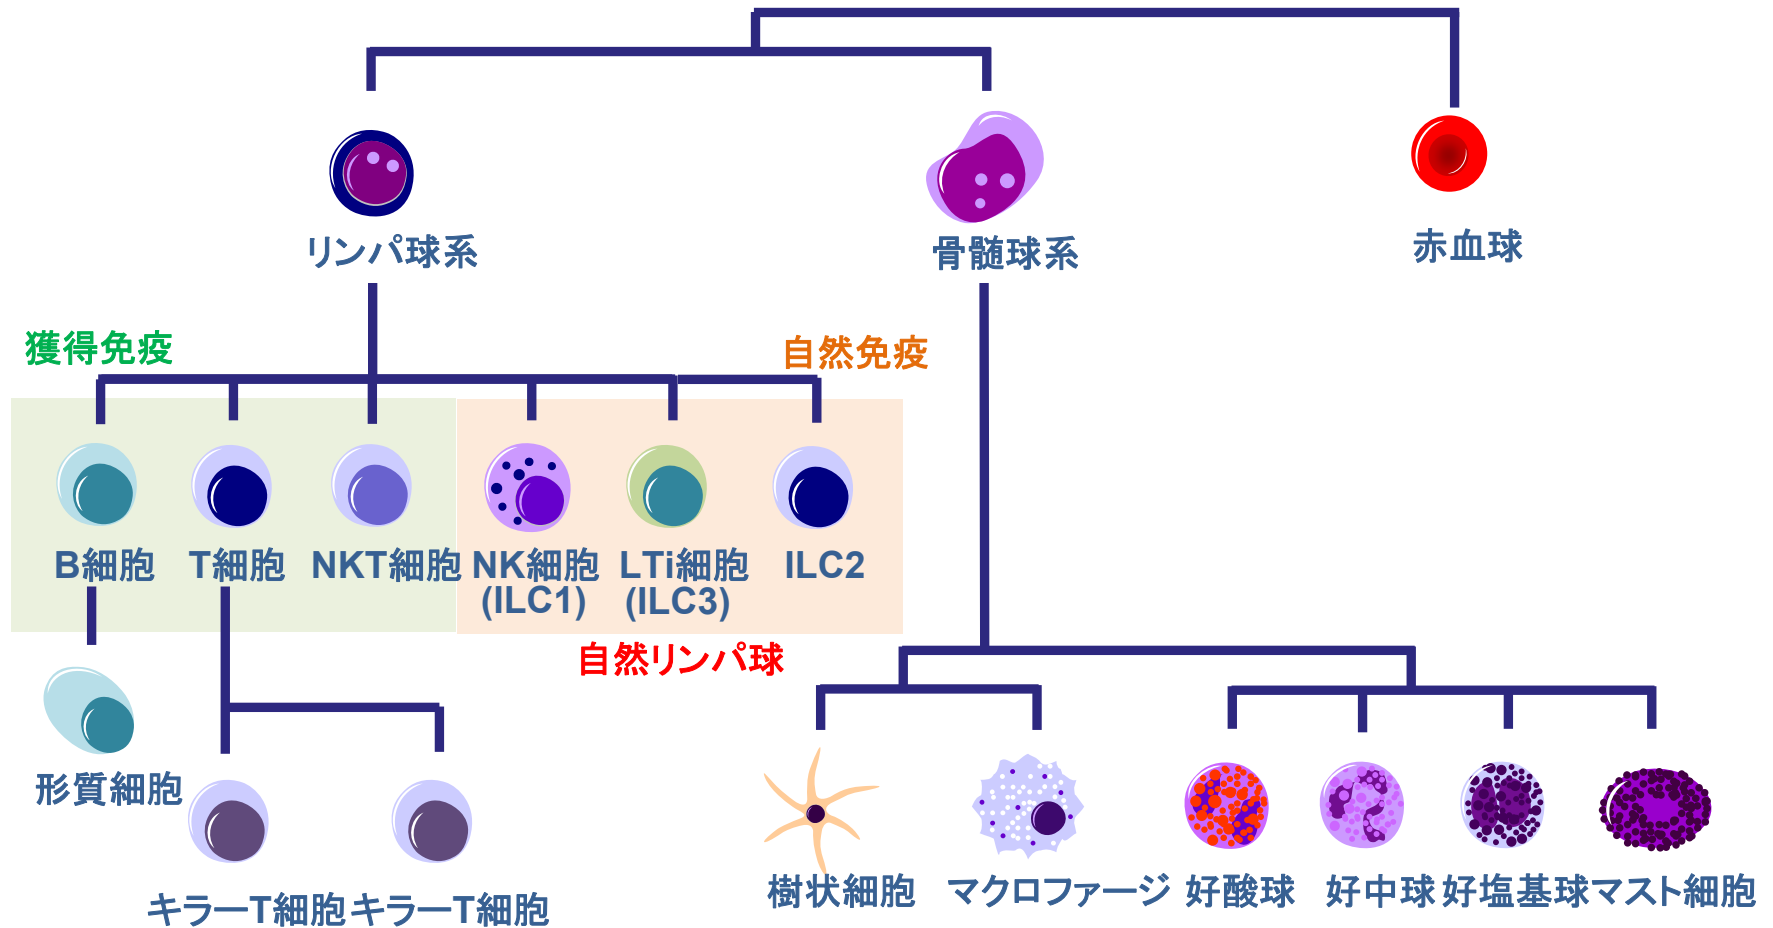 リンパ球系
骨髄球系
赤血球
獲得免疫
自然免疫
B細胞
T細胞
NKT細胞
NK細胞
(ILC1)
LTi細胞
(ILC3)
ILC2
自然リンパ球
形質細胞
キラーT細胞
キラーT細胞
樹状細胞
マクロファージ
好酸球
好中球
好塩基球
マスト細胞